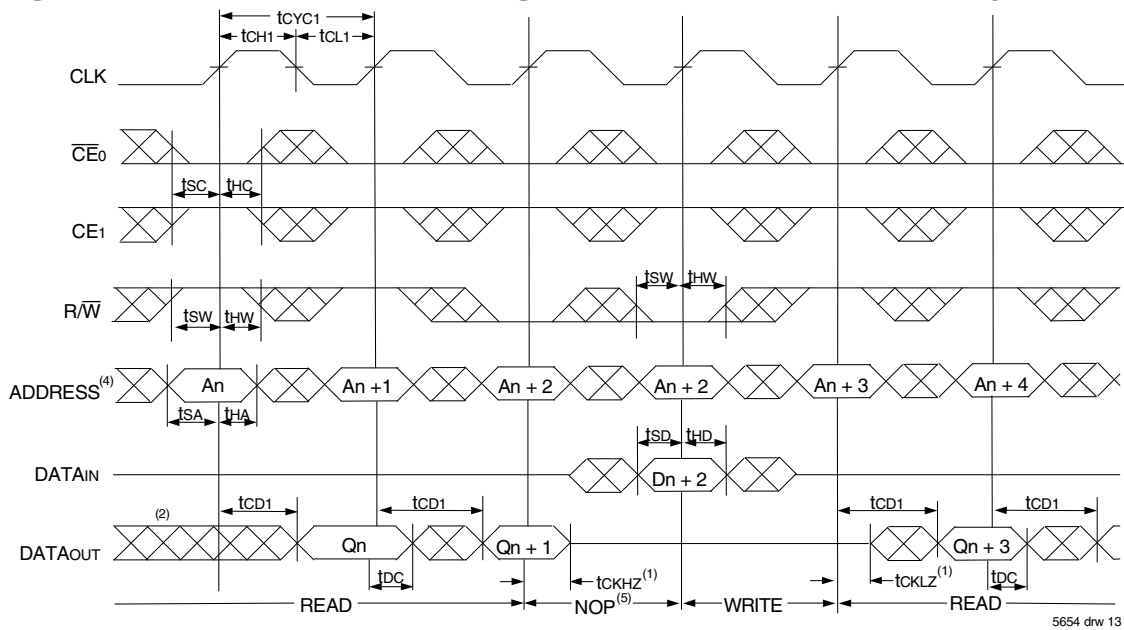 tCYC1
tCH1 tCL1
CLK
CE0
tSC tHC
CE1
tSW tHW
R/W
tSW tHW
ADDRESS(4) An An +1 An + 2 An + 2 An + 3 An + 4
tSA tHA
tSD tHD
DATAIN Dn + 2
tCD1 tCD1 tCD1 tCD1
(2)
DATAOUT Qn Qn + 1 Qn + 3
tDC tCKHZ(1) tCKLZ(1) tDC
READ NOP(5) WRITE READ
5654 drw 13